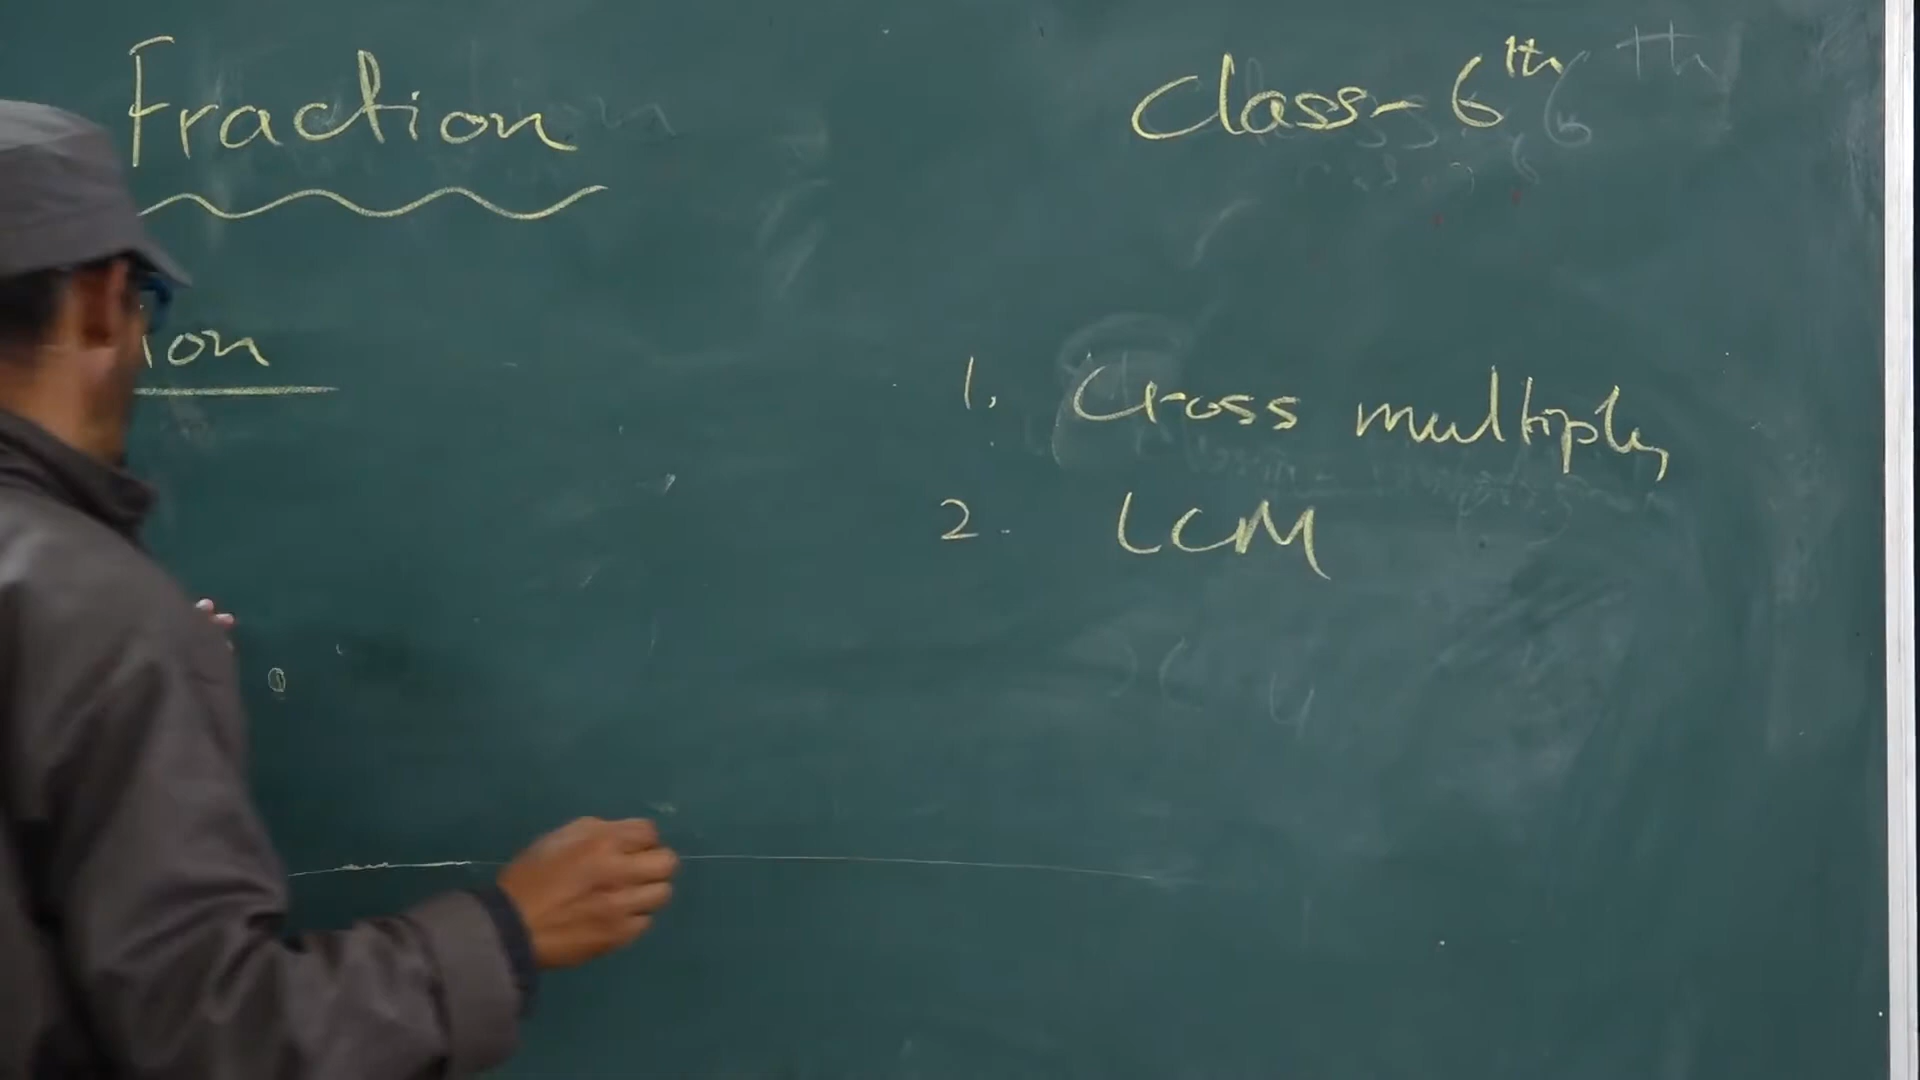 Fraction
Class- 6th
ion
1. Cross multiply
2. LCM